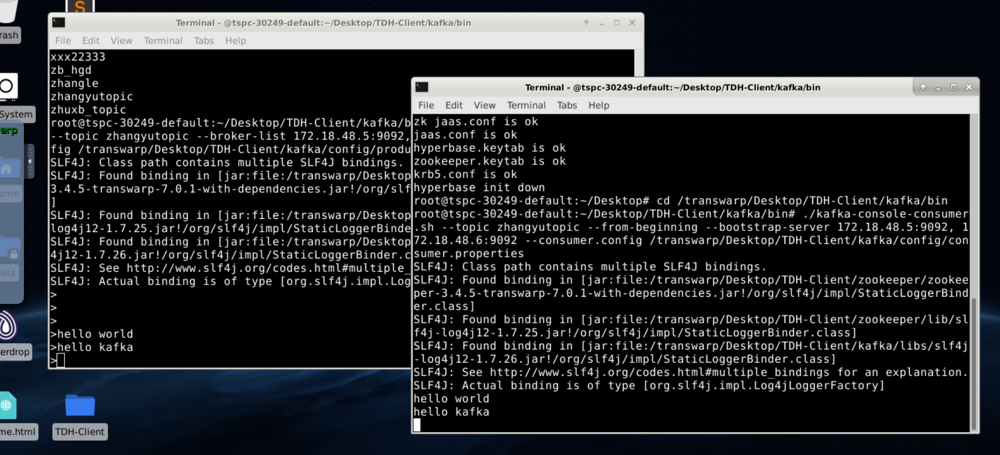 S
rash
System
arp
ome
data
erdrop
me.html
TDH-Client
Terminal - @tspc-30249-default:~/Desktop/TDH-Client/kafka/bin
File Edit View Terminal Tabs Help
xxx22333
zb_hgd
zhangle
zhangyutopic
zhuxb_topic
root@tspc-30249-default:~/Desktop/TDH-Client/kafka/b
--topic zhangyutopic --broker-list 172.18.48.5:9092,
fig /transwarp/Desktop/TDH-Client/kafka/config/produ
SLF4J: Class path contains multiple SLF4J bindings.
SLF4J: Found binding in [jar:file:/transwarp/Desktop
3.4.5-transwarp-7.0.1-with-dependencies.jar!/org/slf
]
SLF4J: Found binding in [jar:file:/transwarp/Desktop
log4j12-1.7.25.jar!/org/slf4j/impl/StaticLoggerBinde
SLF4J: Found binding in [jar:file:/transwarp/Desktop
4j12-1.7.26.jar!/org/slf4j/impl/StaticLoggerBinder.c
SLF4J: See http://www.slf4j.org/codes.html#multiple_
SLF4J: Actual binding is of type [org.slf4j.impl.Log
>
>
>
>hello world
>hello kafka
>
Terminal - @tspc-30249-default:~/Desktop/TDH-Client/kafka/bin
File Edit View Terminal Tabs Help
zk jaas.conf is ok
jaas.conf is ok
hyperbase.keytab is ok
zookeeper.keytab is ok
krb5.conf is ok
hyperbase init down
root@tspc-30249-default:~/Desktop# cd /transwarp/Desktop/TDH-Client/kafka/bin
root@tspc-30249-default:~/Desktop/TDH-Client/kafka/bin# ./kafka-console-consumer
.sh --topic zhangyutopic --from-beginning --bootstrap-server 172.18.48.5:9092, 1
72.18.48.6:9092 --consumer.config /transwarp/Desktop/TDH-Client/kafka/config/con
sumer.properties
SLF4J: Class path contains multiple SLF4J bindings.
SLF4J: Found binding in [jar:file:/transwarp/Desktop/TDH-Client/zookeeper/zookee
per-3.4.5-transwarp-7.0.1-with-dependencies.jar!/org/slf4j/impl/StaticLoggerBind
er.class]
SLF4J: Found binding in [jar:file:/transwarp/Desktop/TDH-Client/zookeeper/lib/sl
f4j-log4j12-1.7.25.jar!/org/slf4j/impl/StaticLoggerBinder.class]
SLF4J: Found binding in [jar:file:/transwarp/Desktop/TDH-Client/kafka/libs/slf4j
-log4j12-1.7.26.jar!/org/slf4j/impl/StaticLoggerBinder.class]
SLF4J: See http://www.slf4j.org/codes.html#multiple_bindings for an explanation.
SLF4J: Actual binding is of type [org.slf4j.impl.Log4jLoggerFactory]
hello world
hello kafka